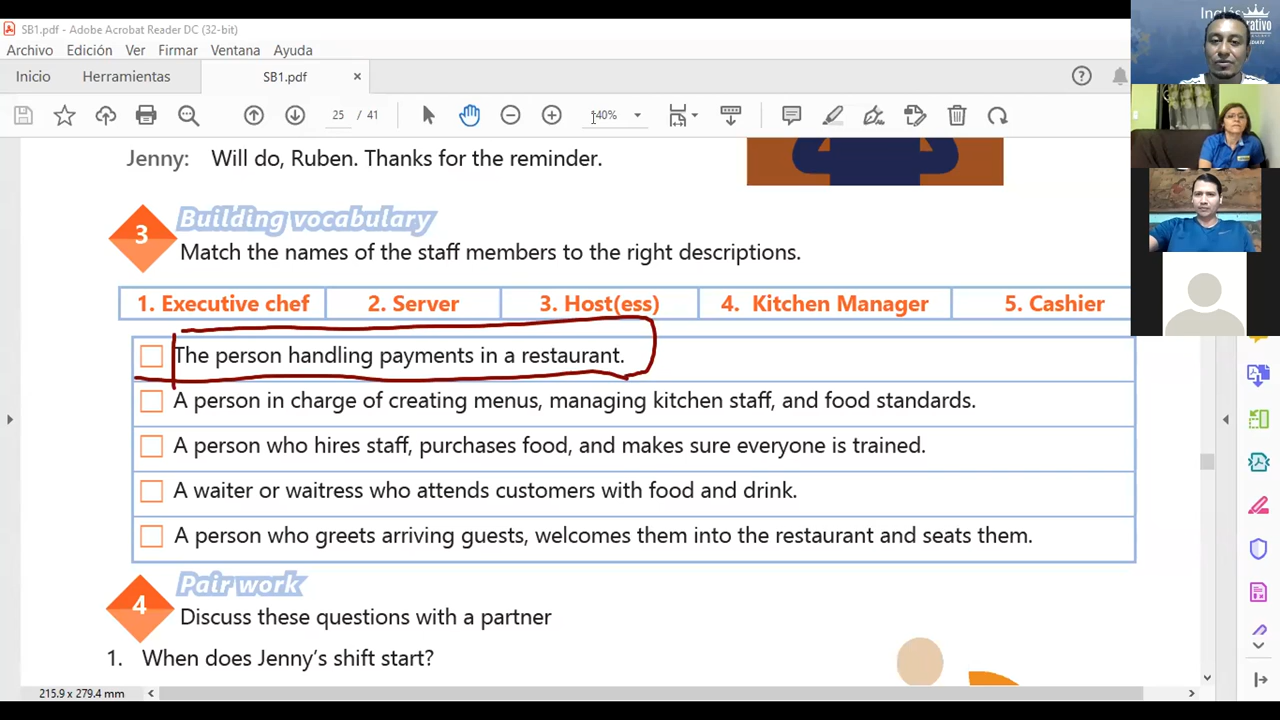 SB1.pdf - Adobe Acrobat Reader DC (32-bit)
Archivo Edición Ver Firmar Ventana Ayuda
Inicio Herramientas SB1.pdf ×
25 / 41 140%
Jenny: Will do, Ruben. Thanks for the reminder.
3 Building vocabulary
Match the names of the staff members to the right descriptions.
1. Executive chef 2. Server 3. Host(ess) 4. Kitchen Manager 5. Cashier
The person handling payments in a restaurant.
A person in charge of creating menus, managing kitchen staff, and food standards.
A person who hires staff, purchases food, and makes sure everyone is trained.
A waiter or waitress who attends customers with food and drink.
A person who greets arriving guests, welcomes them into the restaurant and seats them.
4 Pair work
Discuss these questions with a partner
1. When does Jenny's shift start?
215.9 x 279.4 mm